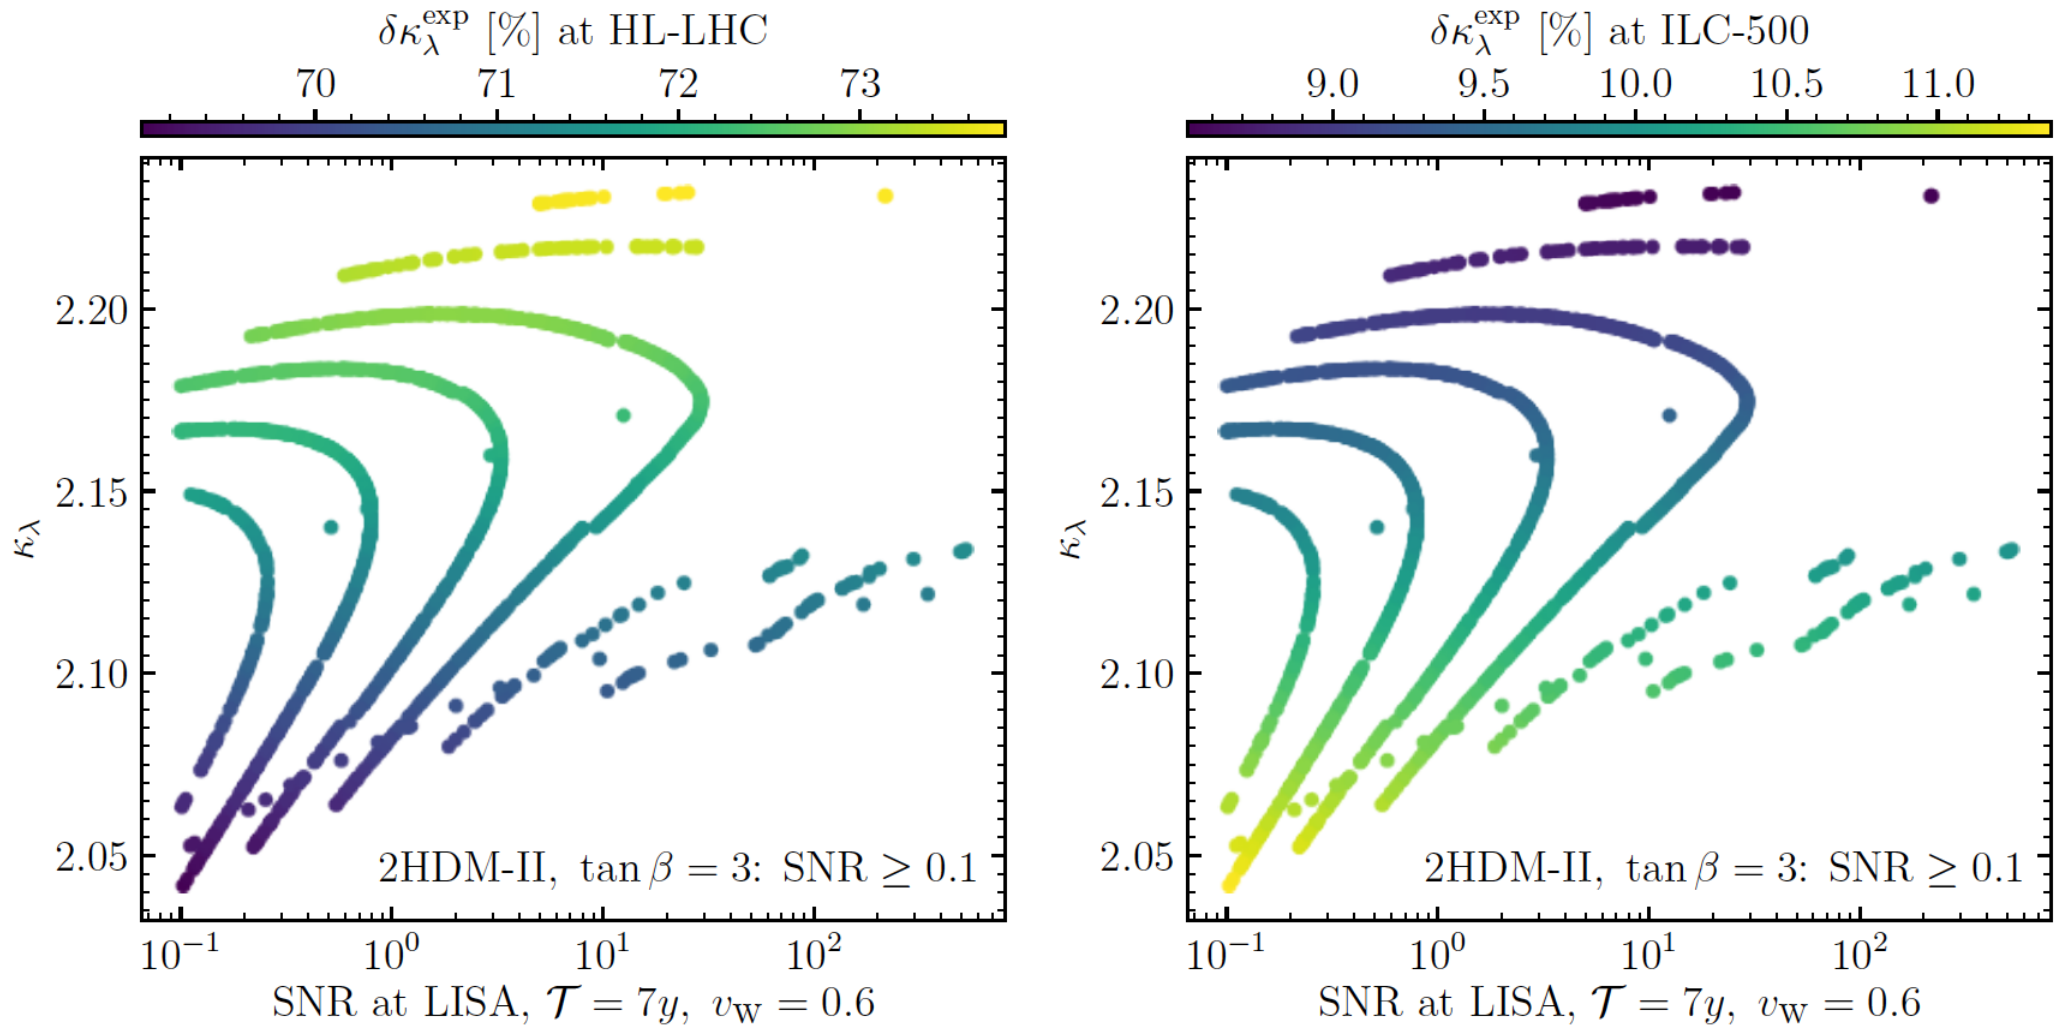 δκ_λ^exp [%] at HL-LHC
70 71 72 73
2.20
2.15
2.10
2.05
κ_λ
2HDM-II, tan β = 3: SNR ≥ 0.1
10^−1 10^0 10^1 10^2
SNR at LISA, 𝒯 = 7y, v_W = 0.6
δκ_λ^exp [%] at ILC-500
9.0 9.5 10.0 10.5 11.0
2.20
2.15
2.10
2.05
κ_λ
2HDM-II, tan β = 3: SNR ≥ 0.1
10^−1 10^0 10^1 10^2
SNR at LISA, 𝒯 = 7y, v_W = 0.6